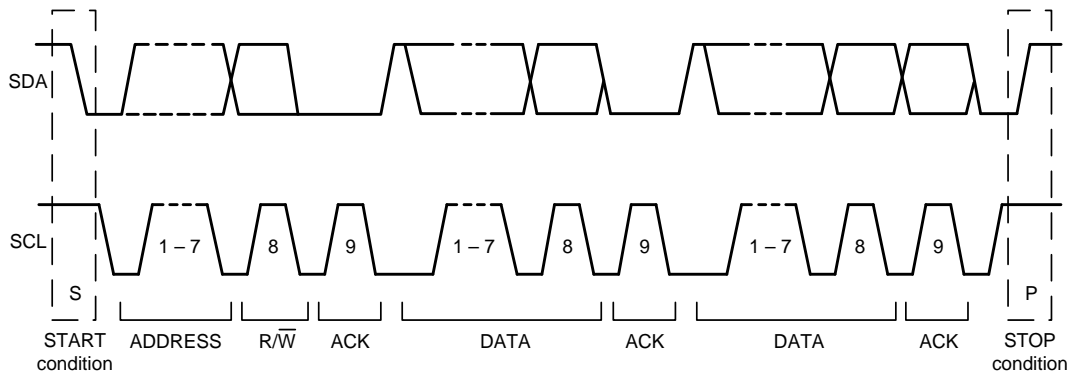 SDA
SCL
1 – 7
8
9
1 – 7
8
9
1 – 7
8
9
S
P
START
condition
ADDRESS
R/W̅
ACK
DATA
ACK
DATA
ACK
STOP
condition